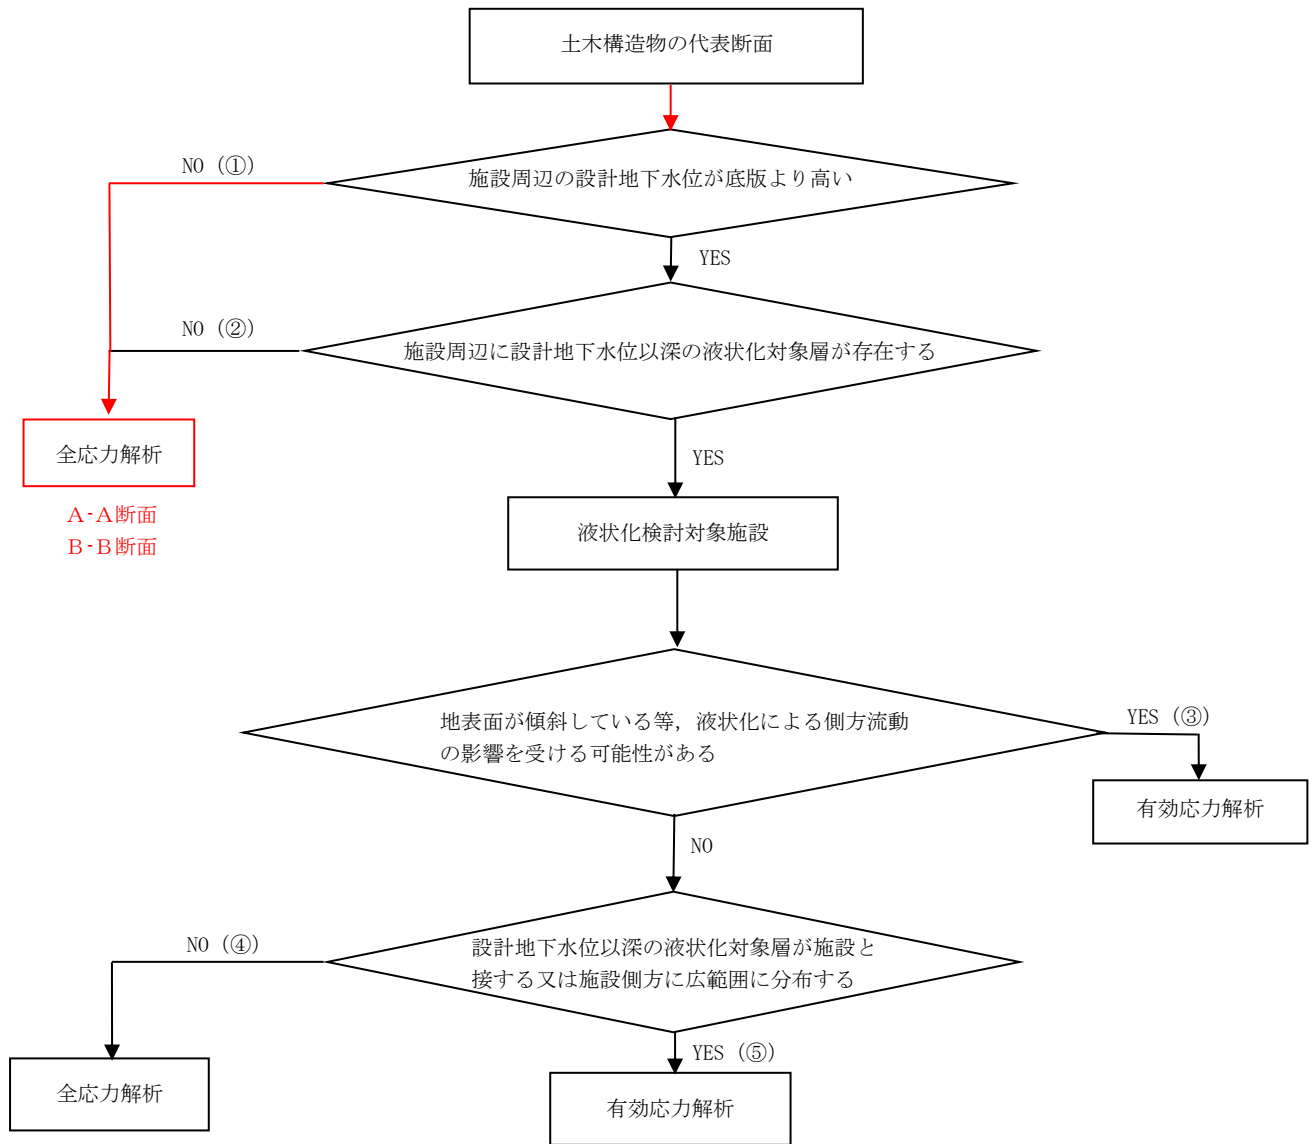 土木構造物の代表断面
NO (①)
施設周辺の設計地下水位が底版より高い
YES
NO (②)
施設周辺に設計地下水位以深の液状化対象層が存在する
全応力解析
YES
A-A断面
B-B断面
液状化検討対象施設
地表面が傾斜している等，液状化による側方流動
の影響を受ける可能性がある
YES (③)
有効応力解析
NO
NO (④)
設計地下水位以深の液状化対象層が施設と
接する又は施設側方に広範囲に分布する
YES (⑤)
全応力解析
有効応力解析